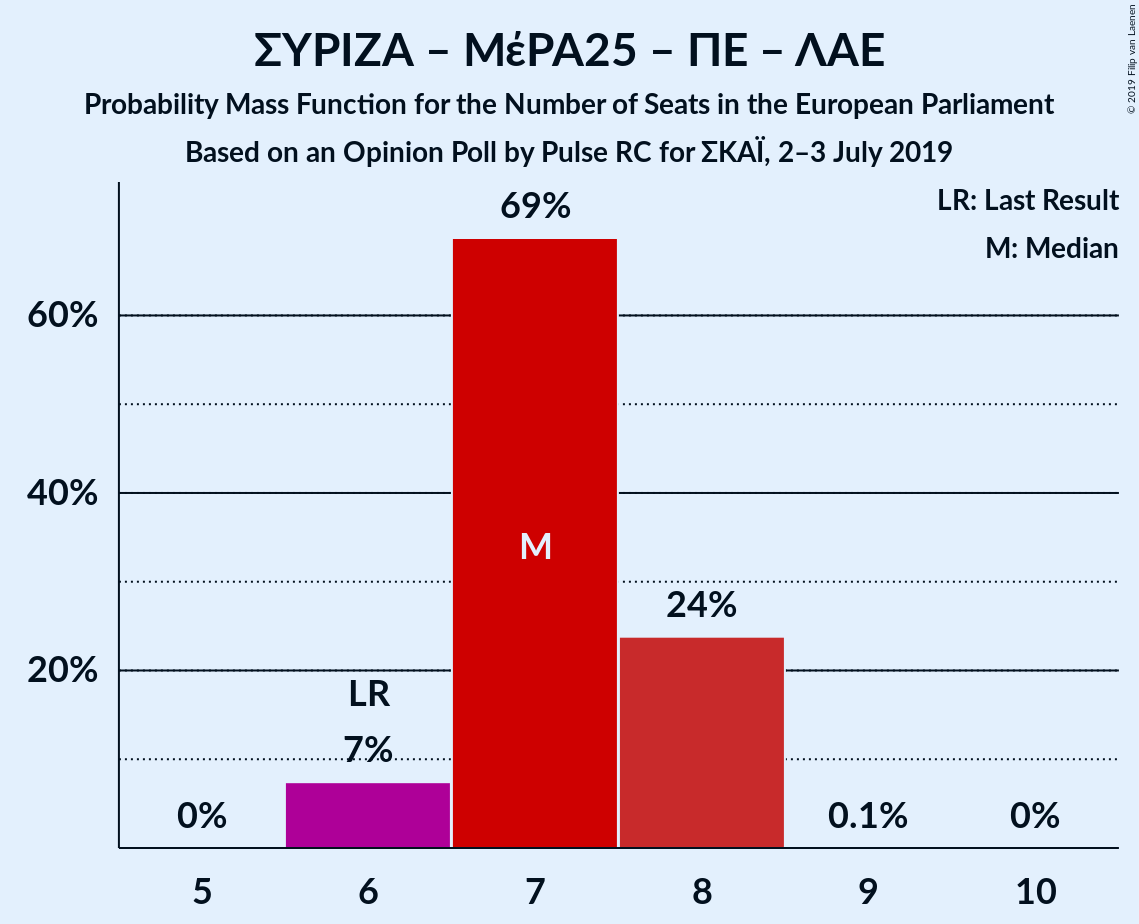 ΣΥΡΙΖΑ – ΜέΡΑ25 – ΠΕ – ΛΑΕ
Probability Mass Function for the Number of Seats in the European Parliament
Based on an Opinion Poll by Pulse RC for ΣΚΑΪ, 2–3 July 2019
© 2019 Filip van Laenen
LR: Last Result
M: Median
69%
60%
40%
M
24%
20%
LR
7%
0%
0.1%
0%
5 6 7 8 9 10